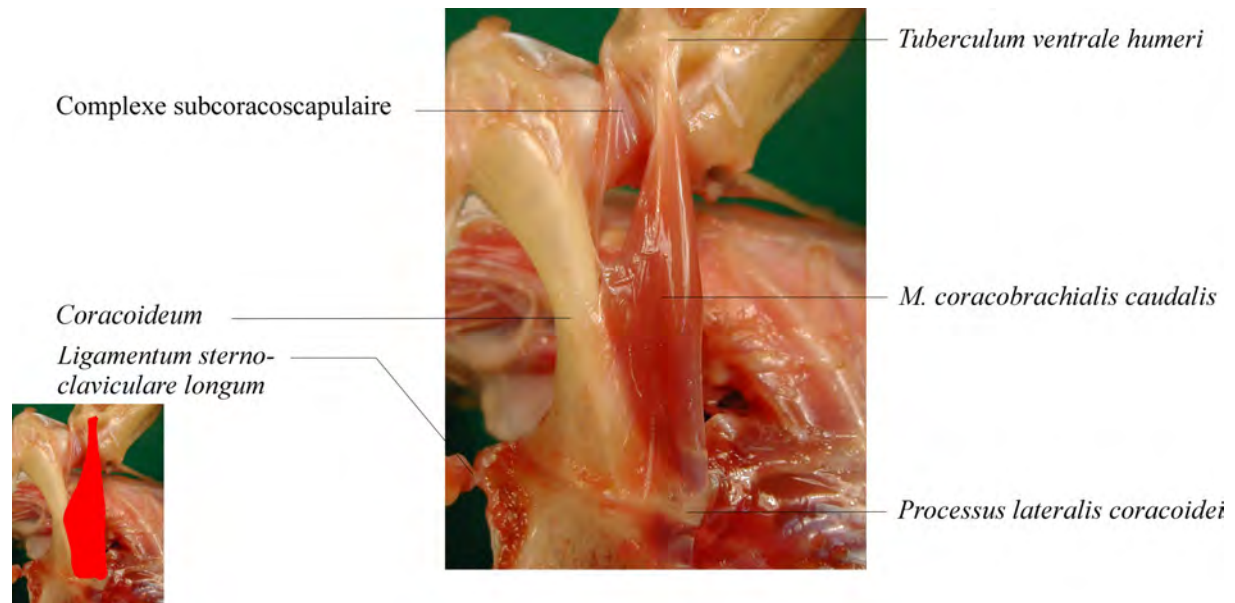 Tuberculum ventrale humeri
Complexe subcoracoscapulaire
M. coracobrachialis caudalis
Coracoideum
Ligamentum sterno-
claviculare longum
Processus lateralis coracoidei